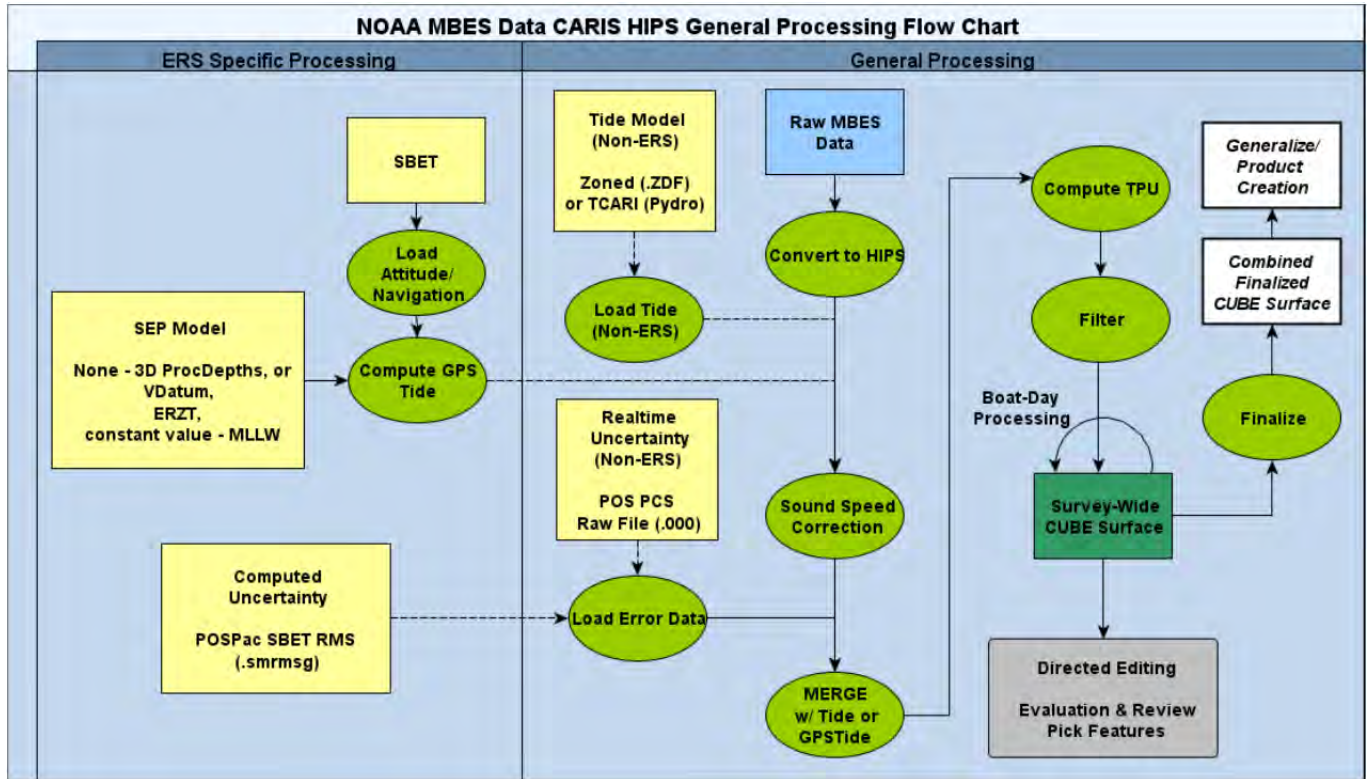 NOAA MBES Data CARIS HIPS General Processing Flow Chart
ERS Specific Processing
General Processing
SBET
Load
Attitude/
Navigation
SEP Model
None - 3D ProcDepths, or
VDatum,
ERZT,
constant value - MLLW
Compute GPS
Tide
Computed
Uncertainty
POSPac SBET RMS
(.smrmsg)
Tide Model
(Non-ERS)
Zoned (.ZDF)
or TCARI (Pydro)
Load Tide
(Non-ERS)
Realtime
Uncertainty
(Non-ERS)
POS PCS
Raw File (.000)
Load Error Data
Raw MBES
Data
Convert to HIPS
Sound Speed
Correction
MERGE
w/ Tide or
GPSTide
Compute TPU
Filter
Boat-Day
Processing
Survey-Wide
CUBE Surface
Directed Editing
Evaluation & Review
Pick Features
Finalize
Combined
Finalized
CUBE Surface
Generalize/
Product
Creation